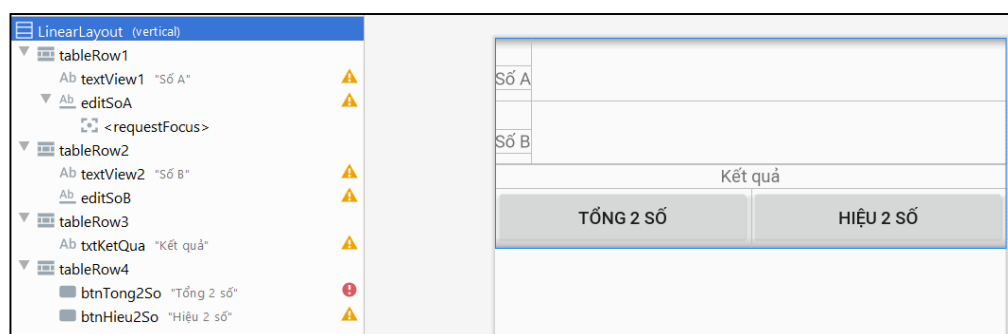 LinearLayout (vertical)
tableRow1
Ab textView1 "Số A"
Ab editSoA
<requestFocus>
tableRow2
Ab textView2 "Số B"
Ab editSoB
tableRow3
Ab txtKetQua "Kết quả"
tableRow4
btnTong2So "Tổng 2 số"
btnHieu2So "Hiệu 2 số"
Số A
Số B
Kết quả
TỔNG 2 SỐ
HIỆU 2 SỐ